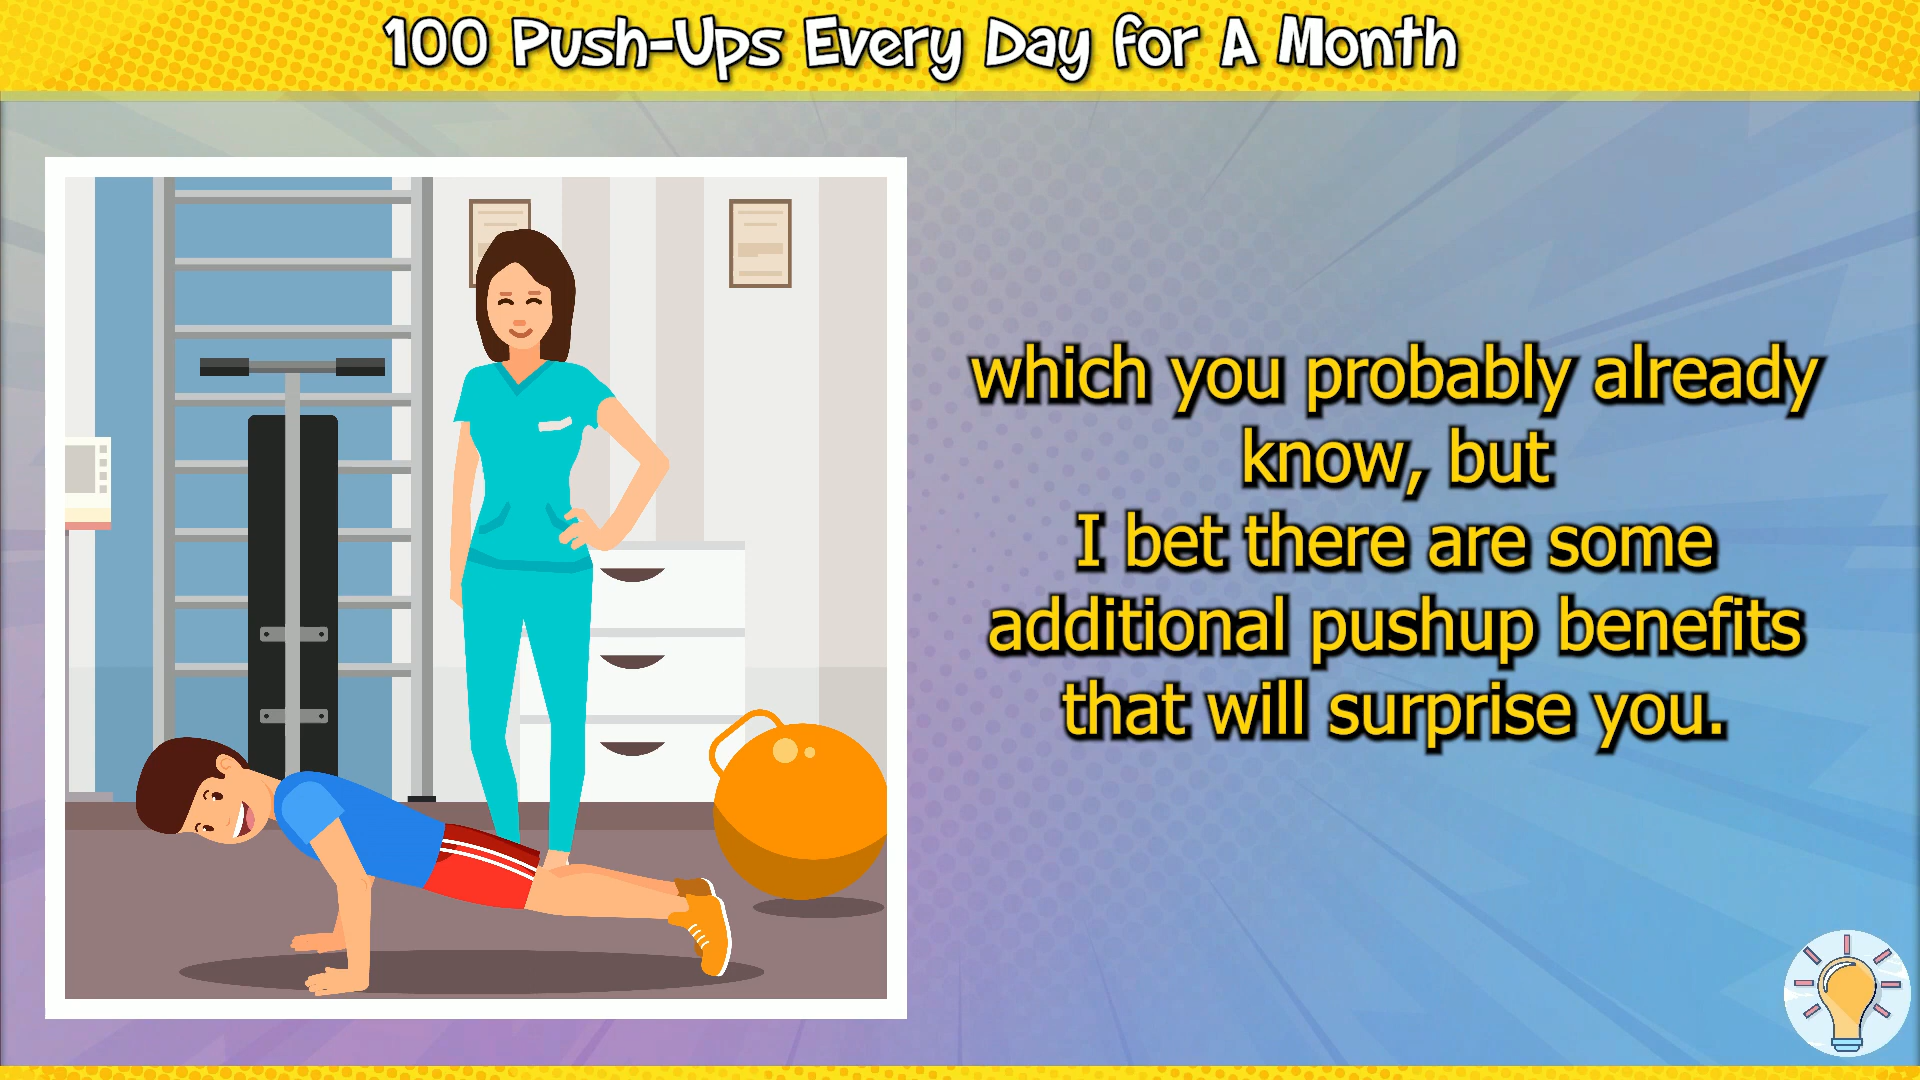 100 Push-Ups Every Day for A Month
which you probably already
know, but
I bet there are some
additional pushup benefits
that will surprise you.